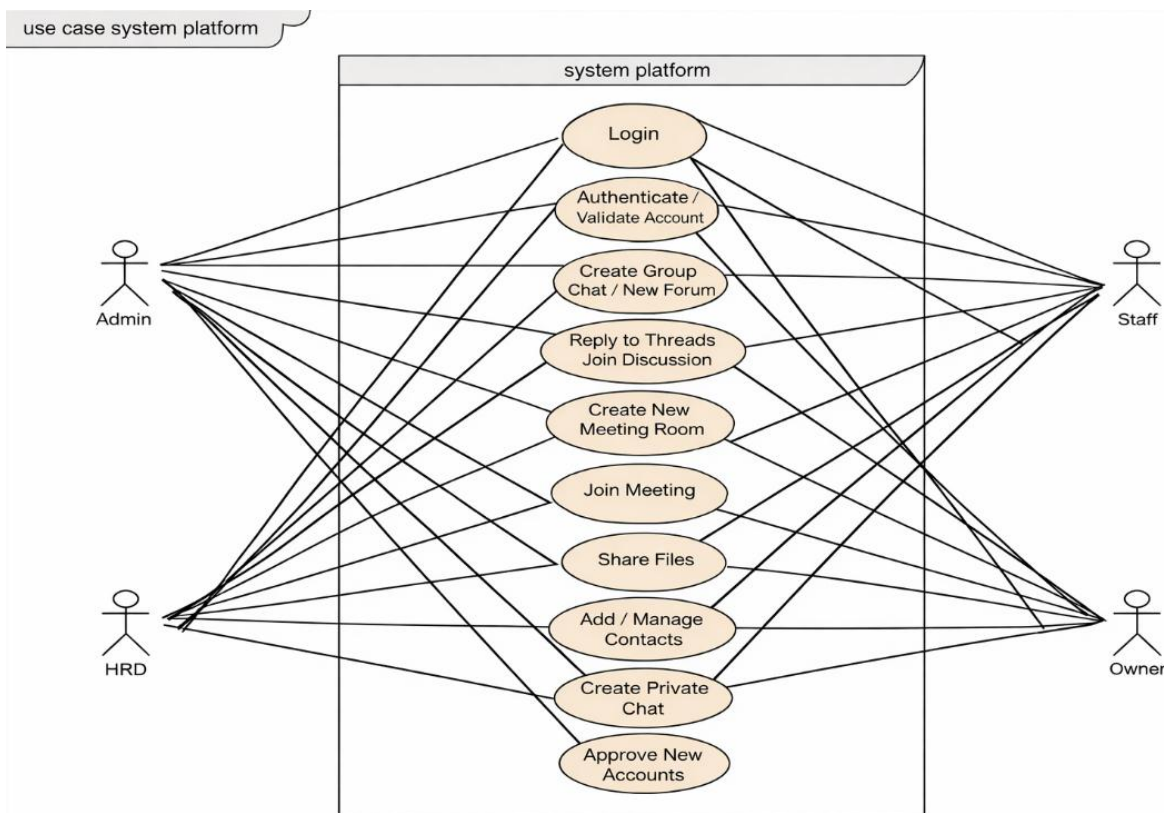 use case system platform
system platform
Login
Authenticate /
Validate Account
Create Group
Chat / New Forum
Reply to Threads
Join Discussion
Create New
Meeting Room
Join Meeting
Share Files
Add / Manage
Contacts
Create Private
Chat
Approve New
Accounts
Admin
Staff
HRD
Owner